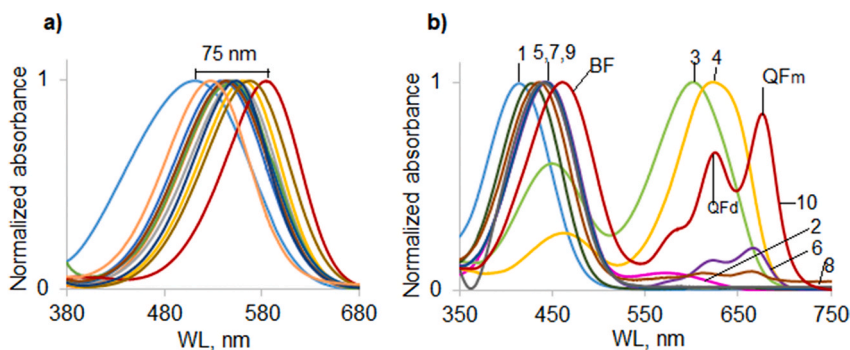 a)
75 nm
1
Normalized absorbance
0
380 480 580 680
WL, nm
b)
1 5,7,9 BF 3 4 QFm
1
Normalized absorbance
QFd
10
2
6
8
0
350 450 550 650 750
WL, nm